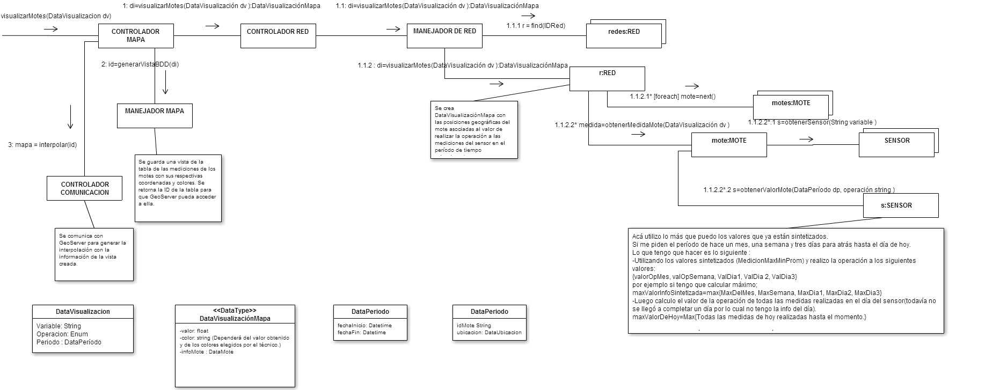 1: di=visualizarMotes(DataVisualización dv ):DataVisualizaciónMapa
1.1: di=visualizarMotes(DataVisualización dv ):DataVisualizaciónMapa
visualizarMotes(DataVisualizacion dv)
1.1.1 r = find(IDRed)
CONTROLADOR
MAPA
CONTROLADOR RED
MANEJADOR DE RED
redes:RED
2: id=generarVistaBDD(di)
1.1.2 : di=visualizarMotes(DataVisualización dv ):DataVisualizaciónMapa
r:RED
1.1.2.1* [foreach] mote=next()
motes:MOTE
MANEJADOR MAPA
Se crea
DataVisualizaciónMapa con
las posiciones geográficas del
mote asociadas al valor de
realizar la operación a las
mediciones del sensor en el
período de tiempo
1.1.2.2* medida=obtenerMedidaMote(DataVisualización dv )
1.1.2.2*.1 s=obtenerSensor(String variable )
mote:MOTE
SENSOR
3: mapa = interpolar(id)
Se guarda una vista de la
tabla de las mediciones de los
motes con sus respectivas
coordenadas y colores. Se
retorna la ID de la tabla para
que GeoServer pueda acceder
a ella.
CONTROLADOR
COMUNICACION
1.1.2.2*.2 s=obtenerValorMote(DataPeríodo dp, operación string )
s:SENSOR
Se comunica con
GeoServer para generar la
interpolación con la
información de la vista
creada.
Acá utilizo lo más que puedo los valores que ya están sintetizados.
Si me piden el período de hace un mes, una semana y tres días para atrás hasta el día de hoy.
Lo que tengo que hacer es lo siguiente :
-Utilizando los valores sintetizados (MedicionMaxMinProm) y realizo la operación a los siguientes
valores:
{valorOpMes, valOpSemana, ValDia1, ValDia 2, ValDia3}
por ejemplo si tengo que calcular máximo;
maxValorInfoSintetizada=max{MaxDelMes, MaxSemana, MaxDia1, MaxDia2, MaxDia3}
-Luego calculo el valor de la operación de todas las medidas realizadas en el día del sensor(todavía no
se llegó a completar un día por lo cual no tengo la info del día).
maxValorDeHoy=Max{Todas las medidas de hoy realizadas hasta el momento.}
DataVisualizacion
Variable: String
Operacion: Enum
Periodo : DataPeríodo
<<DataType>>
DataVisualizaciónMapa
-valor: float
-color: string (Dependerá del valor obtenido
y de los colores elegidos por el técnico.)
-infoMote : DataMote
DataPeriodo
fechaInicio: Datetime
fechaFin: Datetime
DataPeriodo
idMote String
ubicacion: DataUbicacion